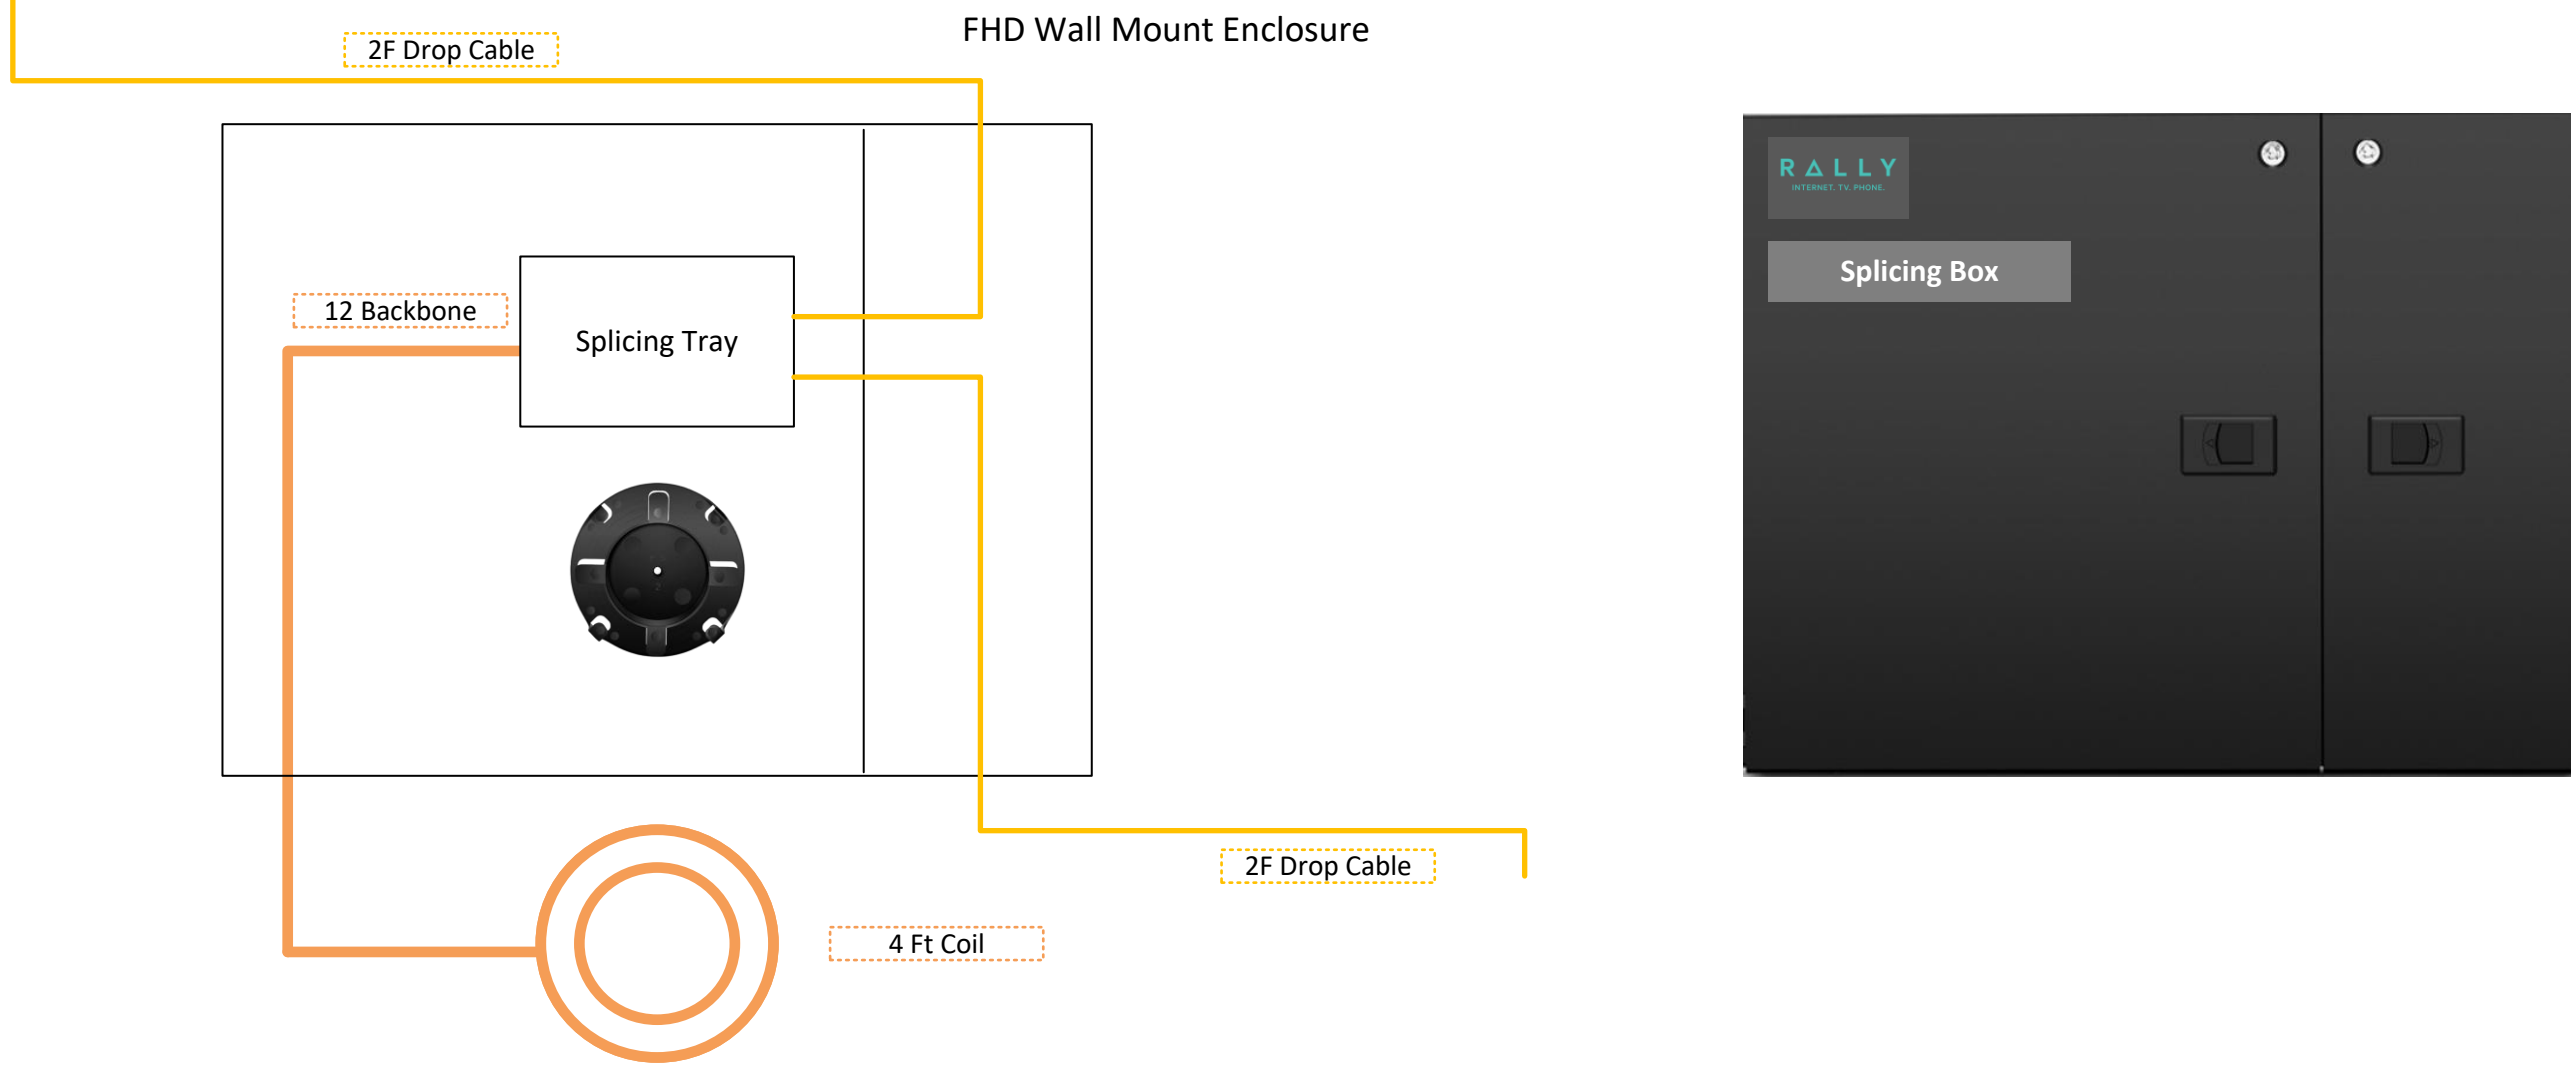 FHD Wall Mount Enclosure
2F Drop Cable
RALLY
INTERNET. TV. PHONE.
Splicing Box
12 Backbone
Splicing Tray
2F Drop Cable
4 Ft Coil